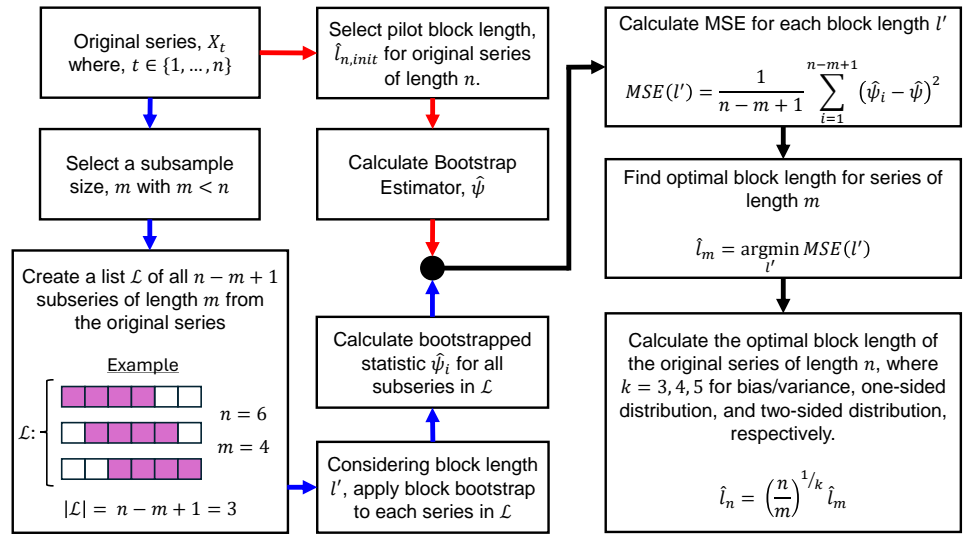 Original series, X_t
where, t ∈ {1, … , n}
Select a subsample
size, m with m < n
Create a list ℒ of all n − m + 1
subseries of length m from
the original series
Example
ℒ:
n = 6
m = 4
|ℒ| = n − m + 1 = 3
Select pilot block length,
l̂_{n,init}, for original series
of length n.
Calculate Bootstrap
Estimator, ψ̂
Calculate bootstrapped
statistic ψ̂_i for all
subseries in ℒ
Considering block length
l′, apply block bootstrap
to each series in ℒ
Calculate MSE for each block length l′
MSE(l′) = \frac{1}{n − m + 1} \sum_{i=1}^{n−m+1} (ψ̂_i − ψ̂)^2
Find optimal block length for series of
length m
l̂_m = argmin_{l′} MSE(l′)
Calculate the optimal block length of
the original series of length n, where
k = 3, 4, 5 for bias/variance, one-sided
distribution, and two-sided distribution,
respectively.
l̂_n = (\frac{n}{m})^{1/k} l̂_m